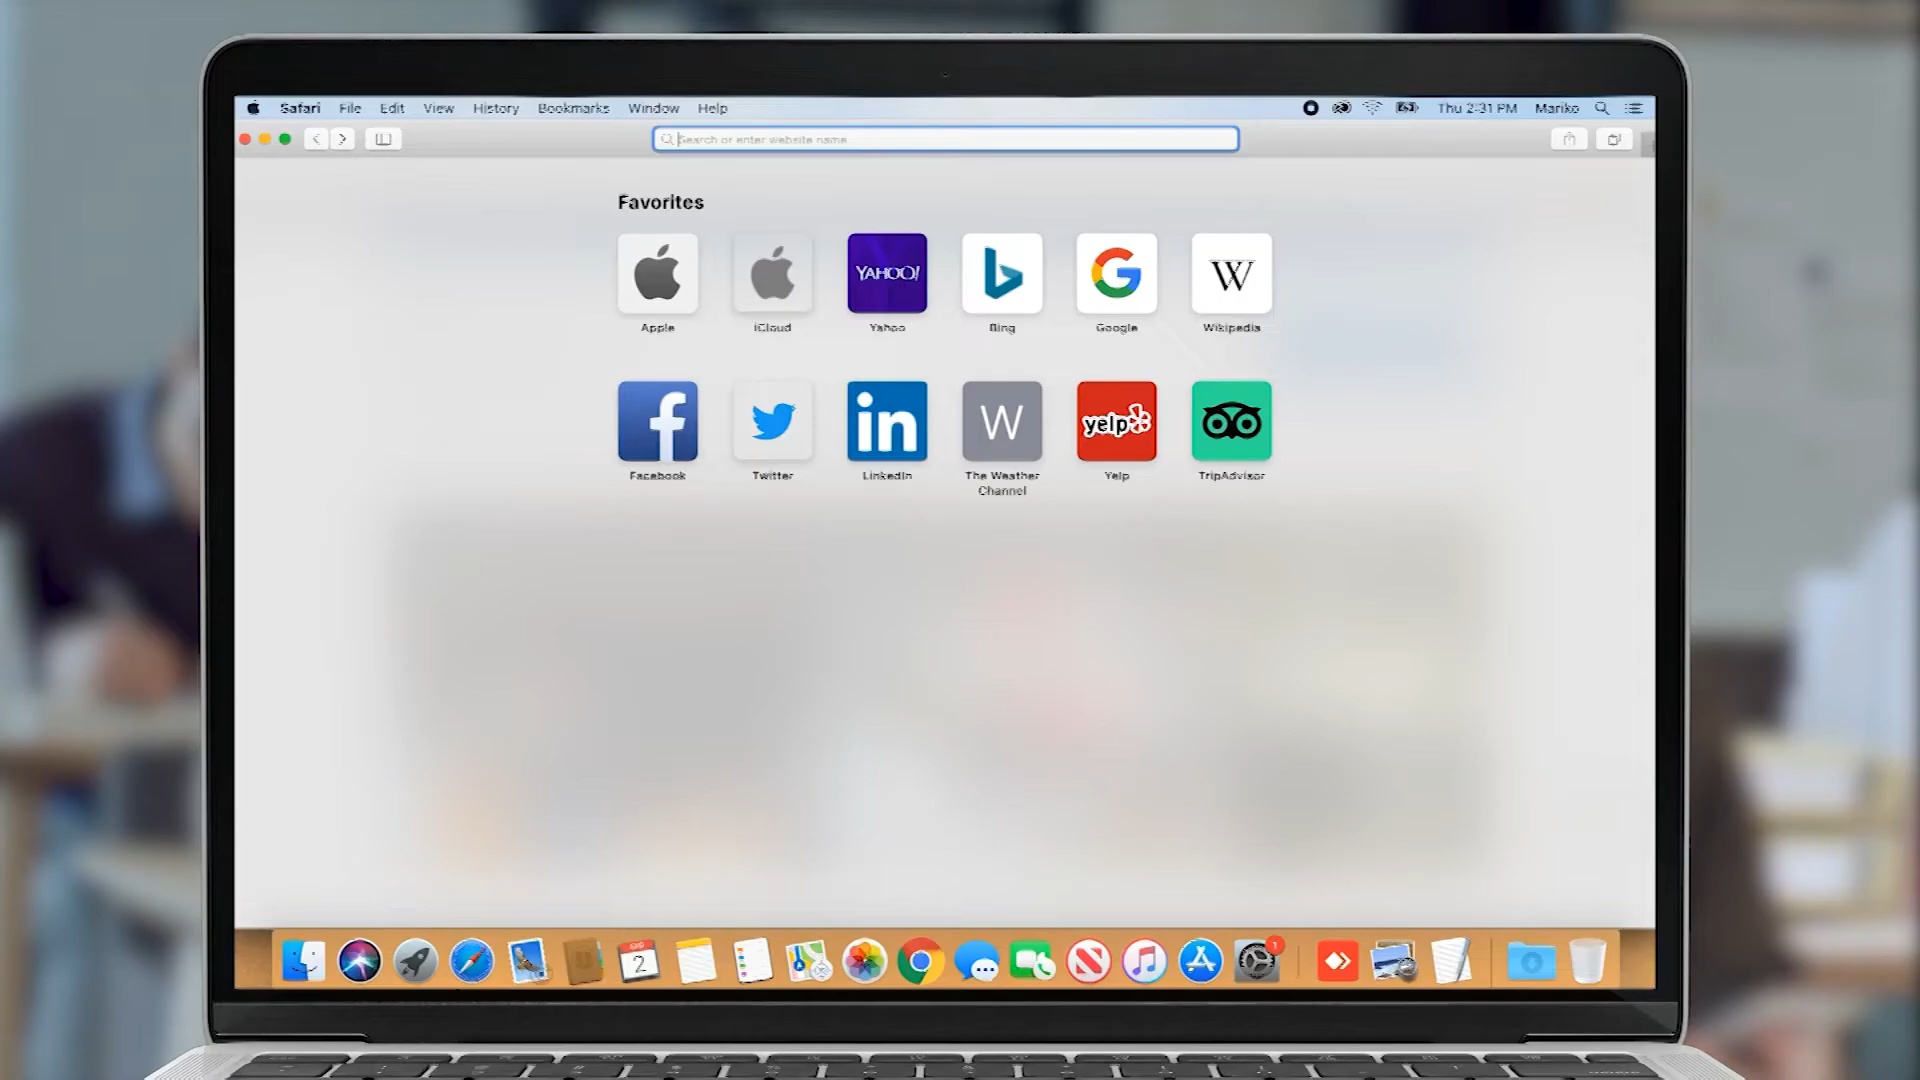 Safari File Edit View History Bookmarks Window Help Thu 2:31 PM Mariko
Search or enter website name
Favorites
YAHOO!
W
Apple iCloud Yahoo Bing Google Wikipedia
f in W yelp
Facebook Twitter LinkedIn The Weather Channel Yelp TripAdvisor
2
1